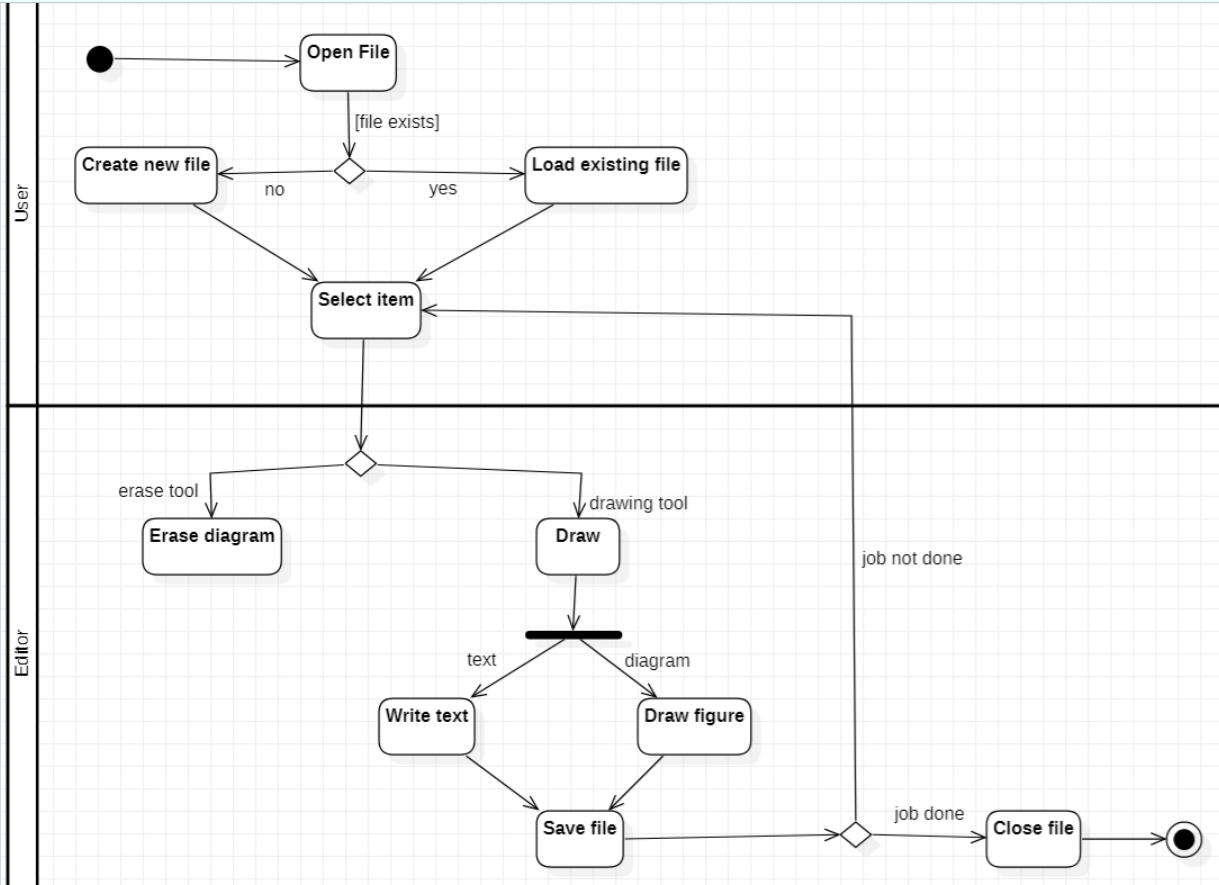 Open File
[file exists]
Create new file
Load existing file
no
yes
User
Select item
erase tool
drawing tool
Erase diagram
Draw
job not done
Editor
text
diagram
Write text
Draw figure
job done
Save file
Close file